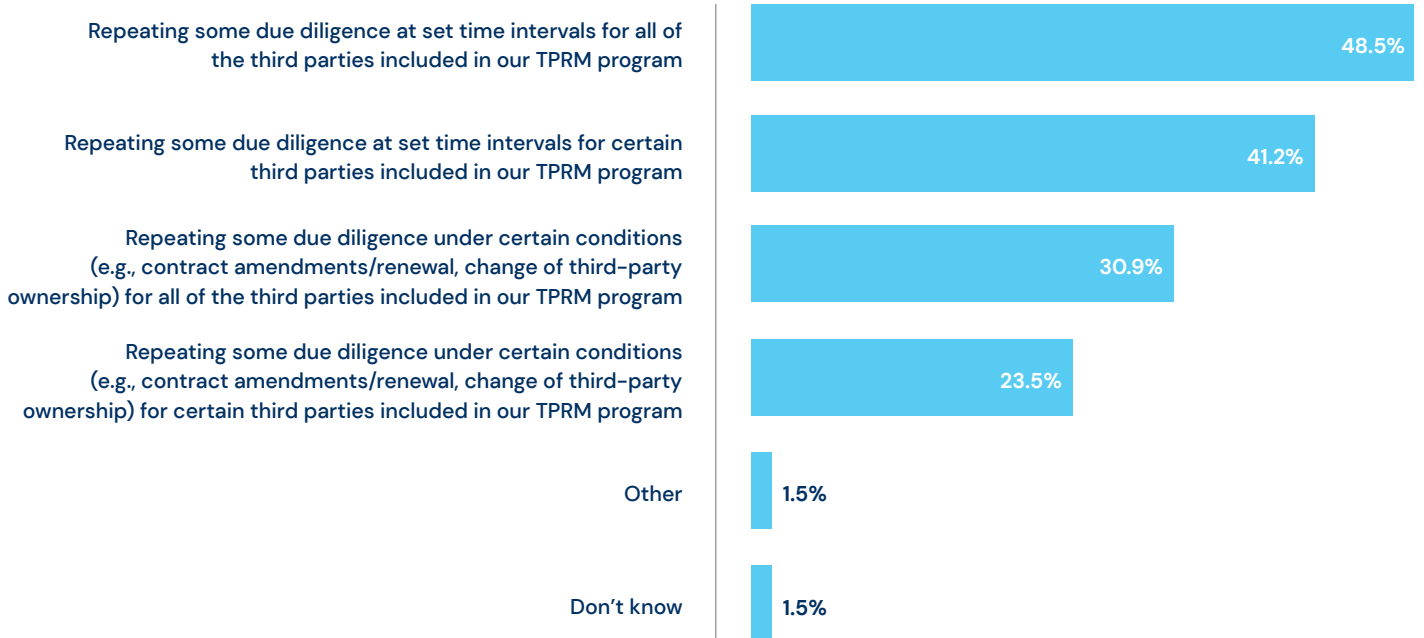 Repeating some due diligence at set time intervals for all of
the third parties included in our TPRM program
48.5%
Repeating some due diligence at set time intervals for certain
third parties included in our TPRM program
41.2%
Repeating some due diligence under certain conditions
(e.g., contract amendments/renewal, change of third-party
ownership) for all of the third parties included in our TPRM program
30.9%
Repeating some due diligence under certain conditions
(e.g., contract amendments/renewal, change of third-party
ownership) for certain third parties included in our TPRM program
23.5%
Other
1.5%
Don’t know
1.5%